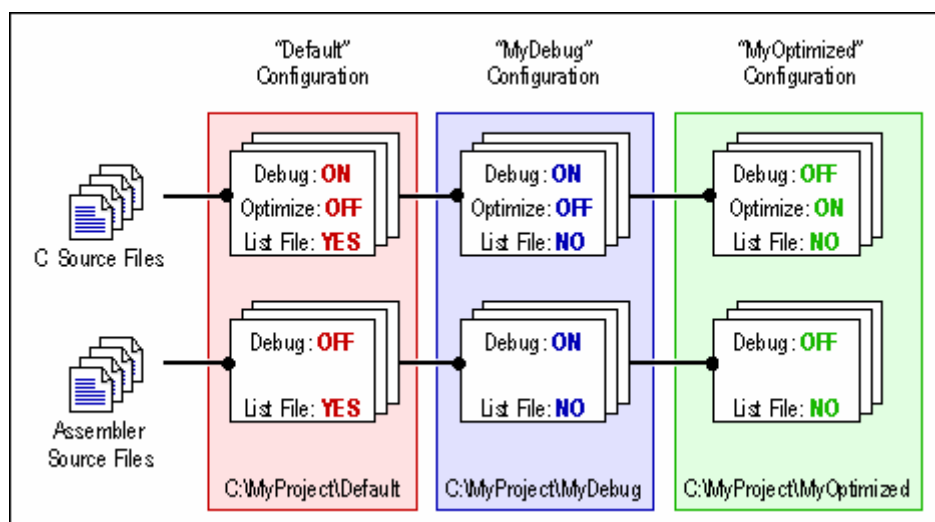 “Default”
Configuration
“MyDebug”
Configuration
“MyOptimized”
Configuration
C Source Files
Debug: ON
Optimize: OFF
List File: YES
Debug: ON
Optimize: OFF
List File: NO
Debug: OFF
Optimize: ON
List File: NO
Assembler
Source Files
Debug: OFF
List File: YES
Debug: ON
List File: NO
Debug: OFF
List File: NO
C:\MyProject\Default
C:\MyProject\MyDebug
C:\MyProject\MyOptimized